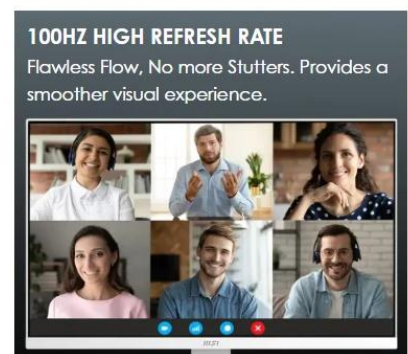 100HZ HIGH REFRESH RATE
Flawless Flow, No more Stutters. Provides a
smoother visual experience.